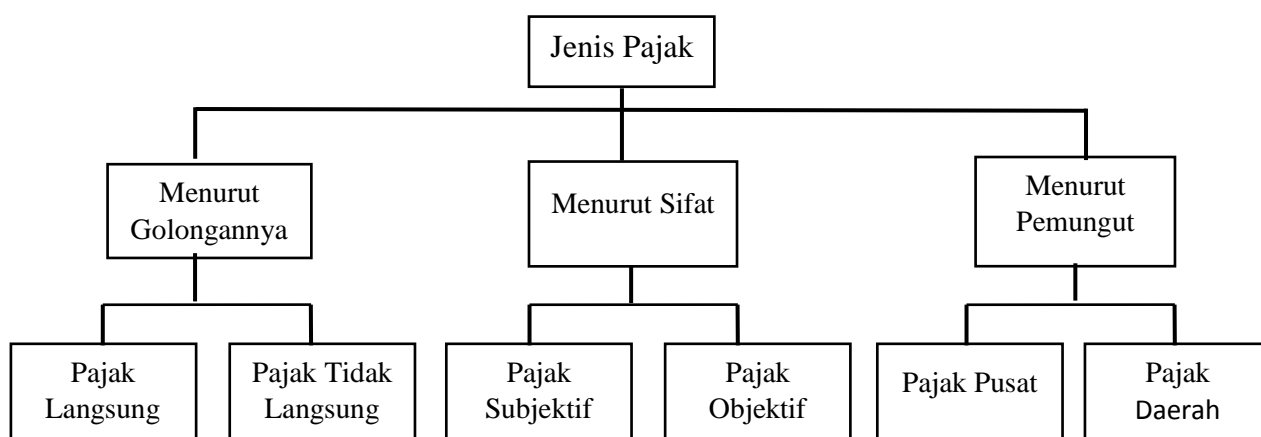 Jenis Pajak
Menurut
Golongannya
Menurut Sifat
Menurut
Pemungut
Pajak
Langsung
Pajak Tidak
Langsung
Pajak
Subjektif
Pajak
Objektif
Pajak Pusat
Pajak
Daerah